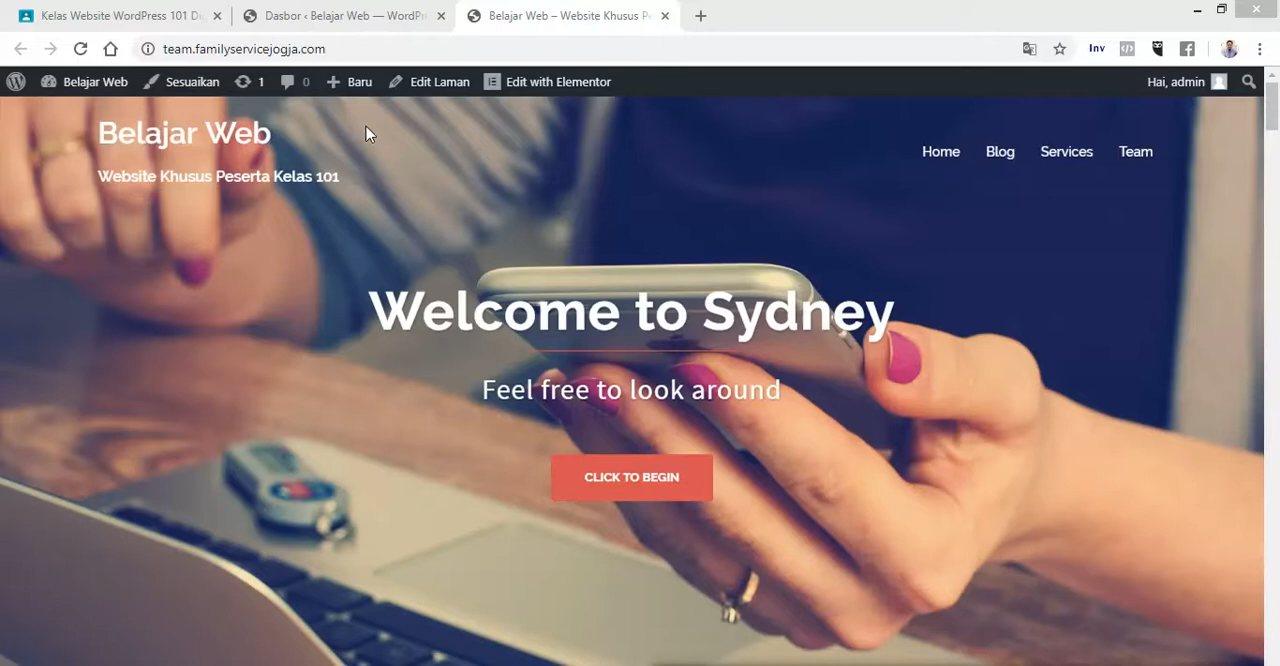 Kelas Website WordPress 101 De
Dasbor ‹ Belajar Web — WordPre
Belajar Web – Website Khusus Pe
team.familyservicejogja.com
Inv
Belajar Web
Sesuaikan
1
0
Baru
Edit Laman
Edit with Elementor
Hai, admin
Belajar Web
Website Khusus Peserta Kelas 101
Home
Blog
Services
Team
Welcome to Sydney
Feel free to look around
CLICK TO BEGIN